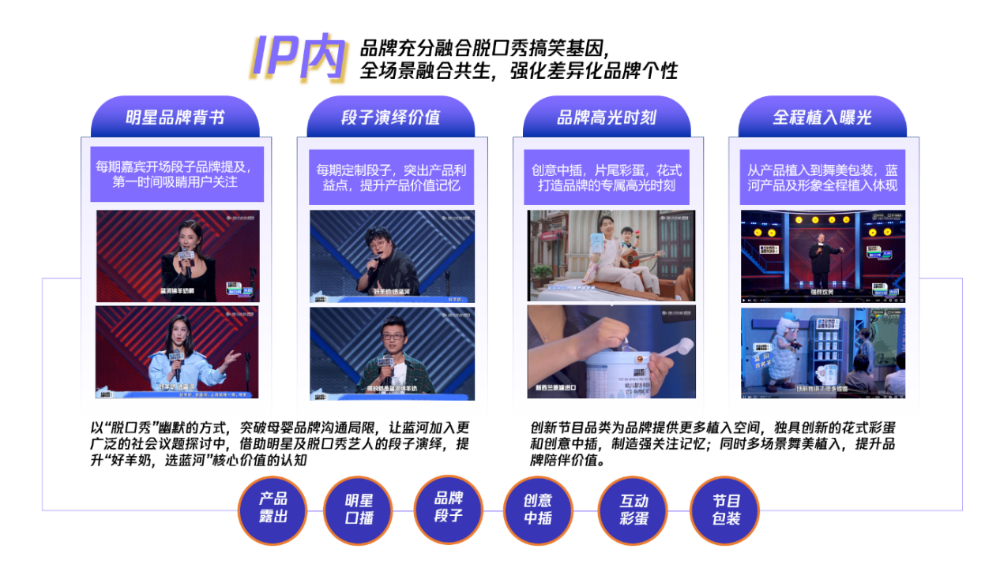 IP内
品牌充分融合脱口秀搞笑基因，
全场景融合共生，强化差异化品牌个性
明星品牌背书
每期嘉宾开场段子品牌提及，
第一时间吸睛用户关注
蓝河绵羊奶啊
好羊奶 选蓝河
段子演绎价值
每期定制段子，突出产品利
益点，提升产品价值记忆
好羊奶 选蓝河
好羊奶
喝的都是蓝河绵羊奶
品牌高光时刻
创意中插，片尾彩蛋，花式
打造品牌的专属高光时刻
新西兰原罐进口
全程植入曝光
从产品植入到舞美包装，蓝
河产品及形象全程植入体现
强颜欢笑
以“脱口秀”幽默的方式，突破母婴品牌沟通局限，让蓝河加入更
广泛的社会议题探讨中，借助明星及脱口秀艺人的段子演绎，提
升“好羊奶，选蓝河”核心价值的认知
创新节目品类为品牌提供更多植入空间，独具创新的花式彩蛋
和创意中插，制造强关注记忆；同时多场景舞美植入，提升品
牌陪伴价值。
产品
露出
明星
口播
品牌
段子
创意
中插
互动
彩蛋
节目
包装